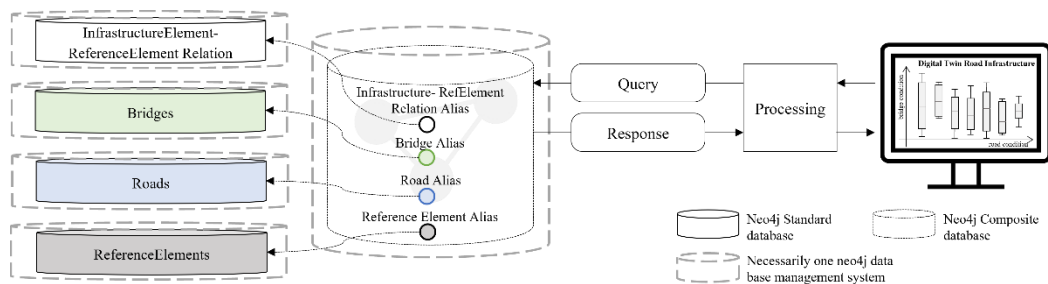 InfrastructureElement-
ReferenceElement Relation
Bridges
Roads
ReferenceElements
Infrastructure- RefElement
Relation Alias
Bridge Alias
Road Alias
Reference Element Alias
Query
Response
Processing
Digital Twin Road Infrastructure
bridge condition
road condition
Neo4j Standard
database
Neo4j Composite
database
Necessarily one neo4j data
base management system